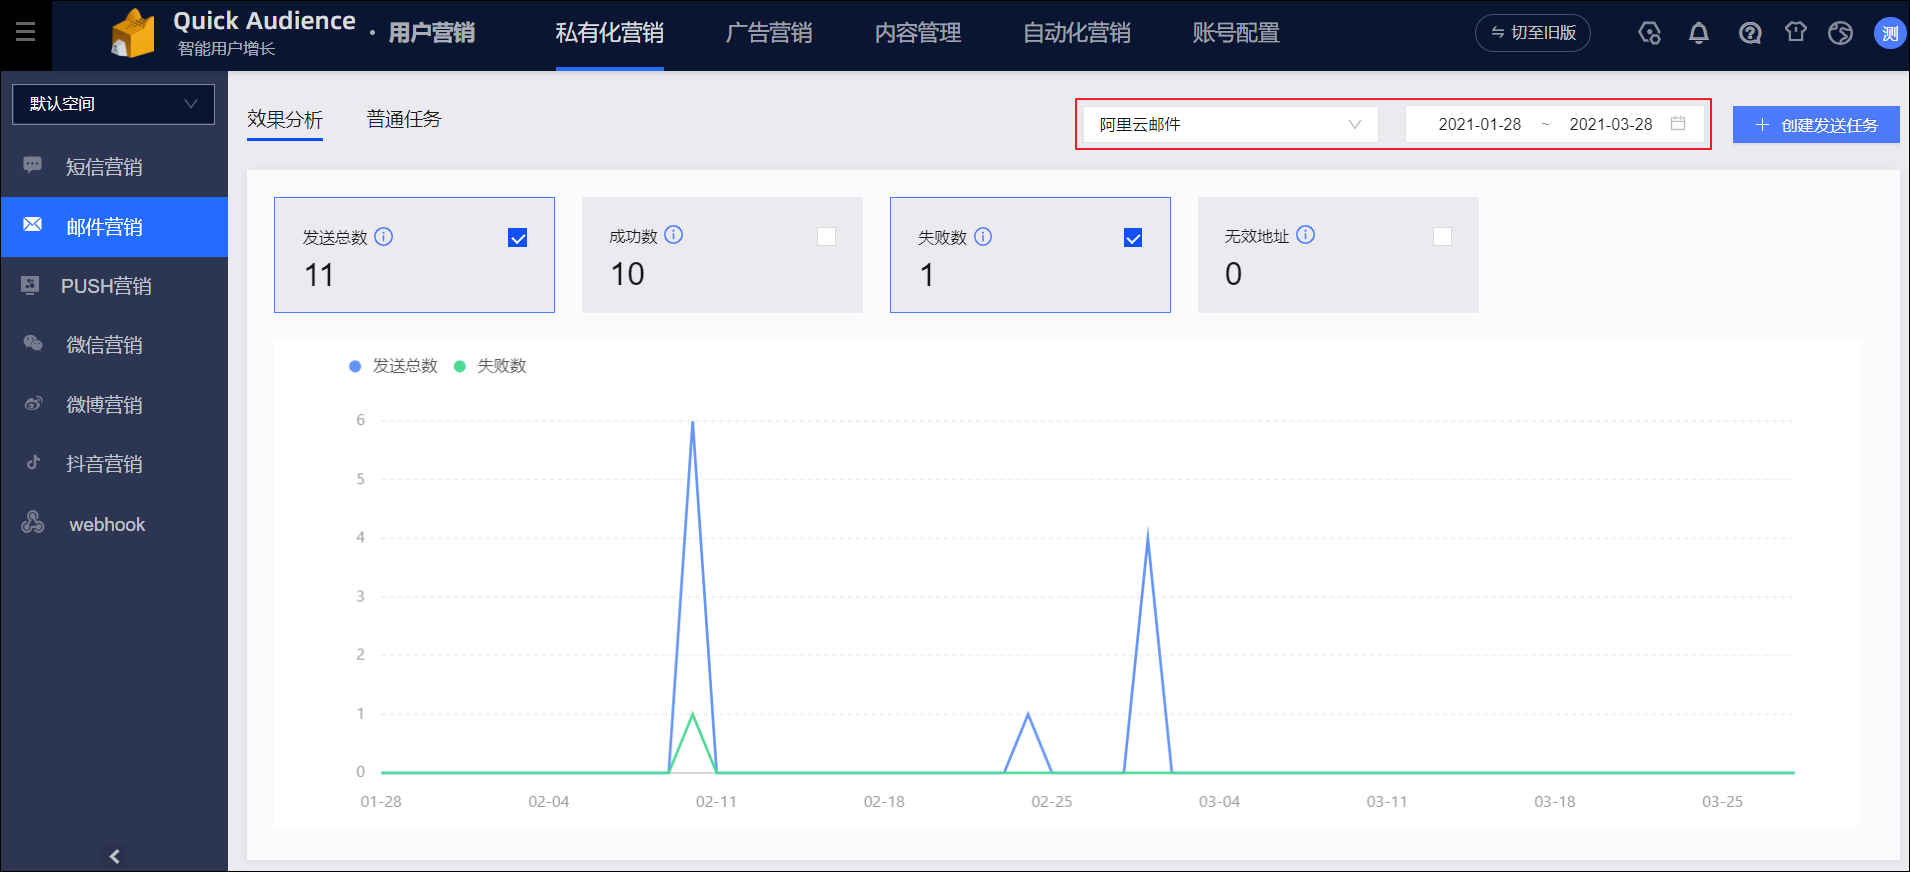 Quick Audience
智能用户增长
· 用户营销
私有化营销
广告营销
内容管理
自动化营销
账号配置
切至旧版
测
默认空间
短信营销
邮件营销
PUSH营销
微信营销
微博营销
抖音营销
webhook
效果分析
普通任务
阿里云邮件
2021-01-28 ~ 2021-03-28
创建发送任务
发送总数
11
成功数
10
失败数
1
无效地址
0
发送总数
失败数
6
5
4
3
2
1
0
01-28
02-04
02-11
02-18
02-25
03-04
03-11
03-18
03-25